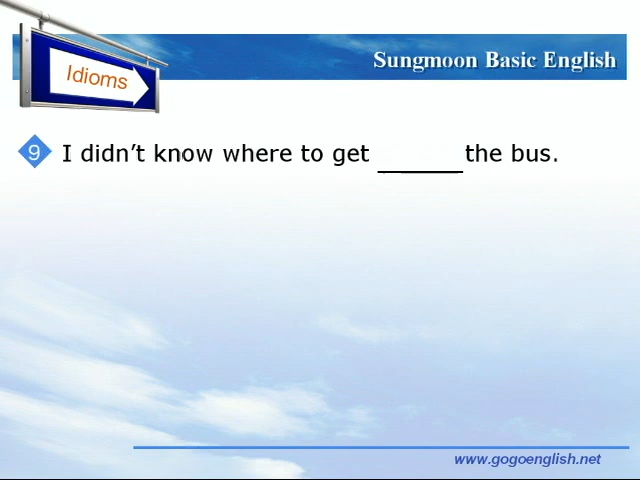 Sungmoon Basic English
Idioms
9 I didn't know where to get ______ the bus.
www.gogoenglish.net